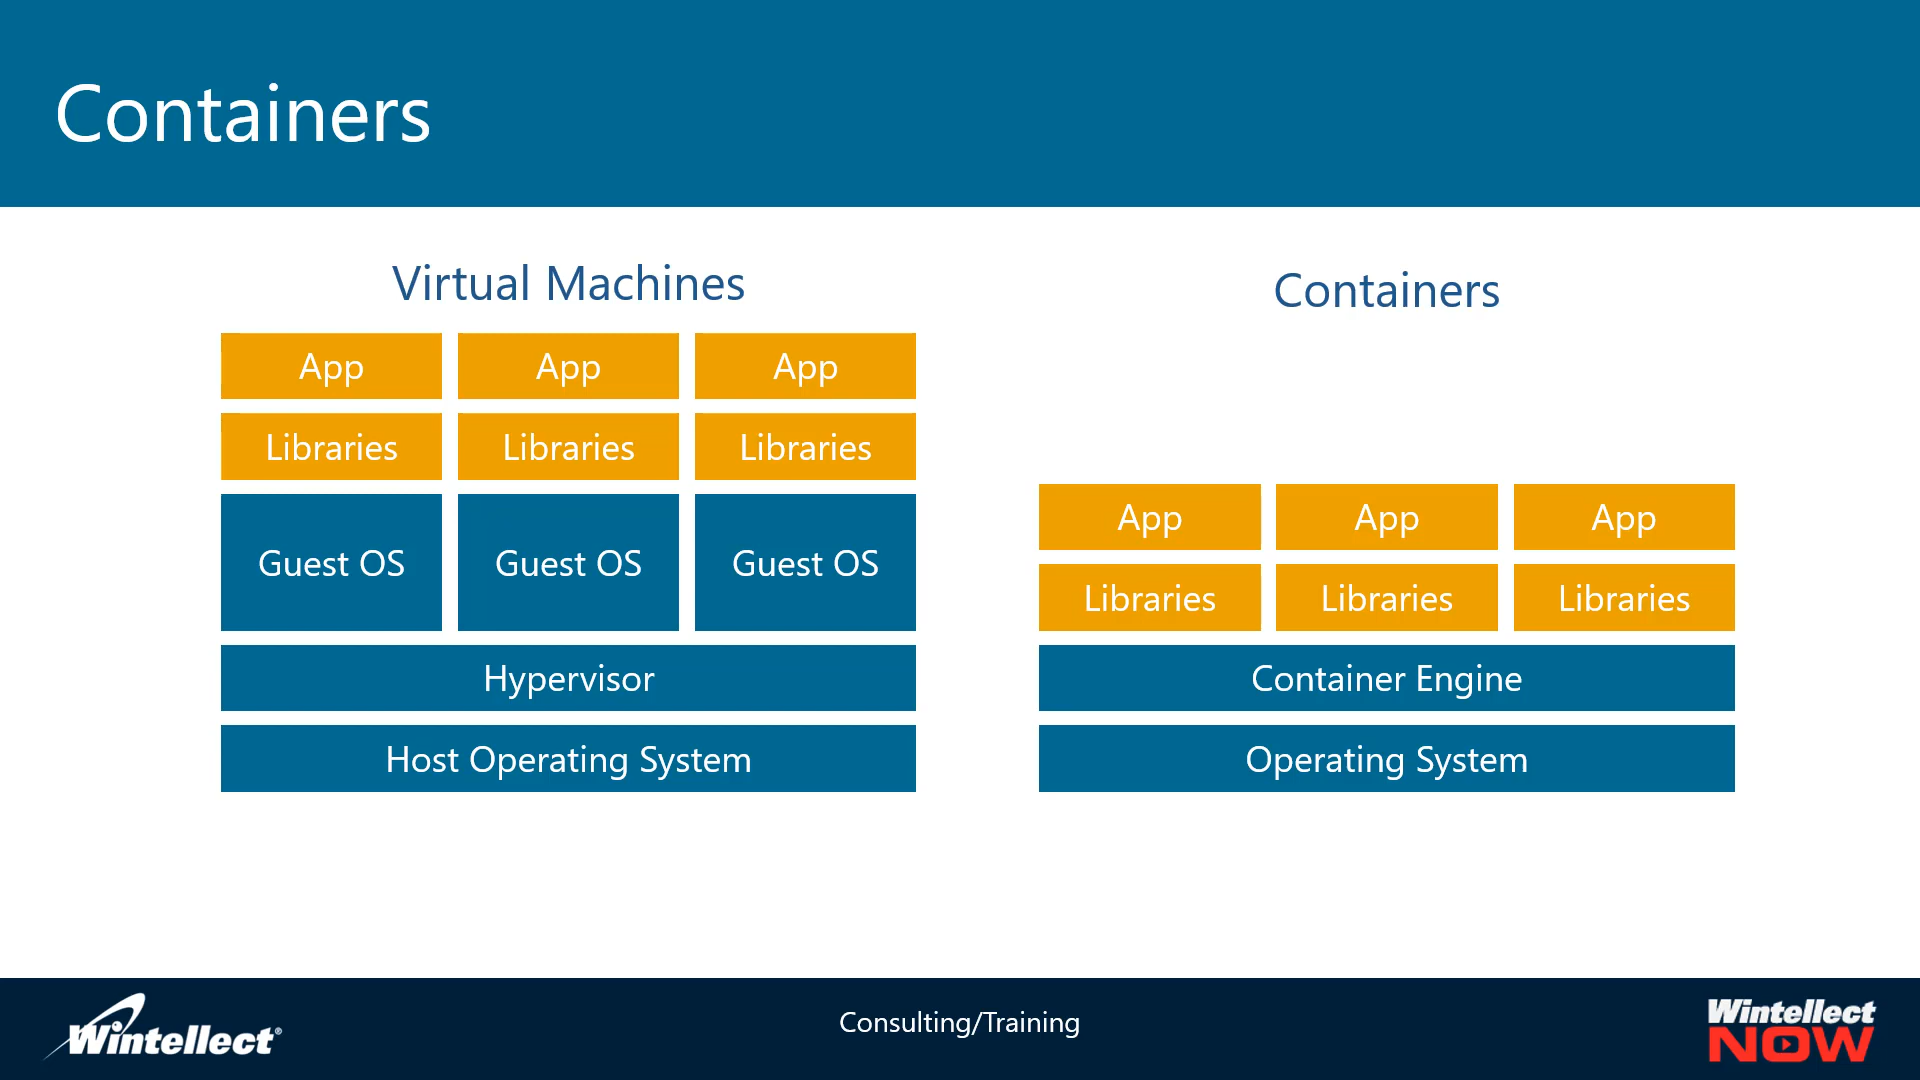 Containers
Virtual Machines
App App App
Libraries Libraries Libraries
Guest OS Guest OS Guest OS
Hypervisor
Host Operating System
Containers
App App App
Libraries Libraries Libraries
Container Engine
Operating System
Wintellect®
Consulting/Training
Wintellect
NOW